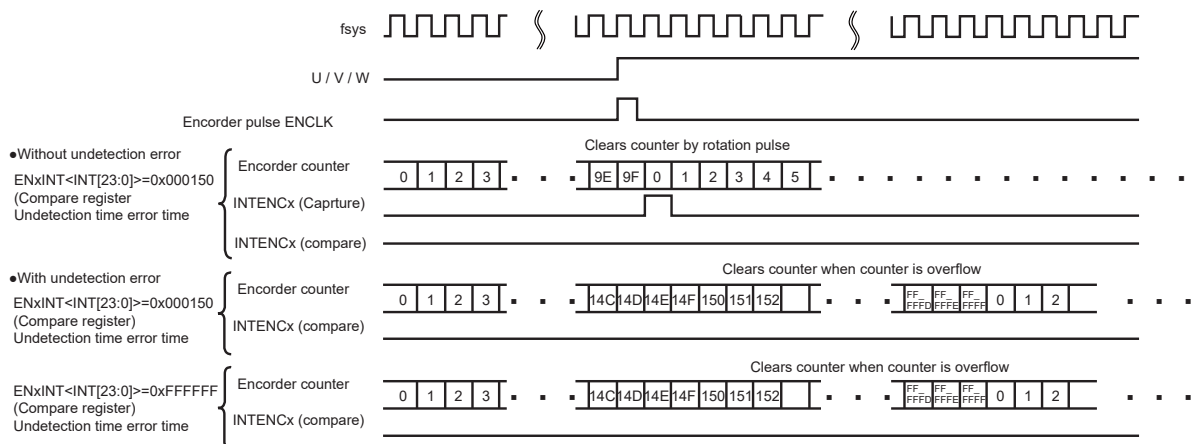 fsys
U / V / W
Encorder pulse ENCLK
Clears counter by rotation pulse
●Without undetection error
ENxINT<INT[23:0]>=0x000150
(Compare register
Undetection time error time
Encorder counter
0 1 2 3 9E 9F 0 1 2 3 4 5
INTENCx (Caprture)
INTENCx (compare)
Clears counter when counter is overflow
●With undetection error
ENxINT<INT[23:0]>=0x000150
(Compare register)
Undetection time error time
Encorder counter
0 1 2 3 14C 14D 14E 14F 150 151 152 FF_FFFD FF_FFFE FF_FFFF 0 1 2
INTENCx (compare)
Clears counter when counter is overflow
ENxINT<INT[23:0]>=0xFFFFFF
(Compare register)
Undetection time error time
Encorder counter
0 1 2 3 14C 14D 14E 14F 150 151 152 FF_FFFD FF_FFFE FF_FFFF 0 1 2
INTENCx (compare)